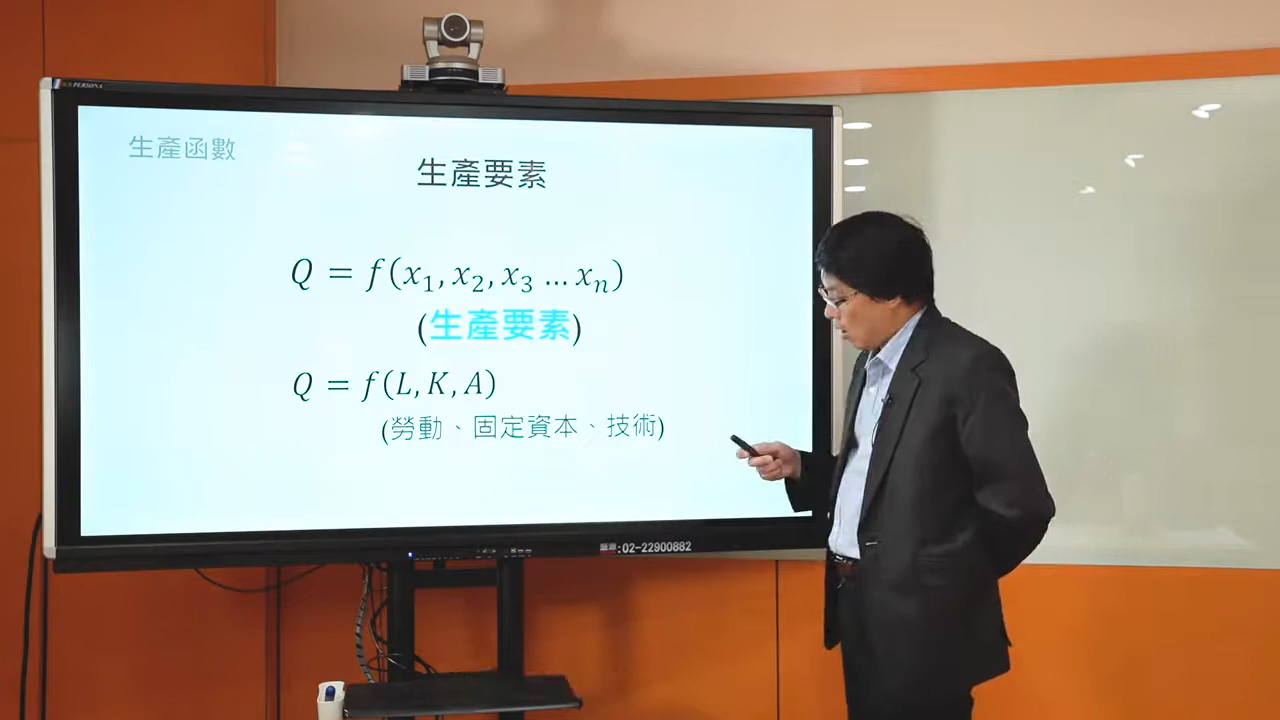 PERSONA
生產函數
生產要素
Q = f(x₁, x₂, x₃ … xₙ)
(生產要素)
Q = f(L, K, A)
(勞動、固定資本、技術)
:02-22900882